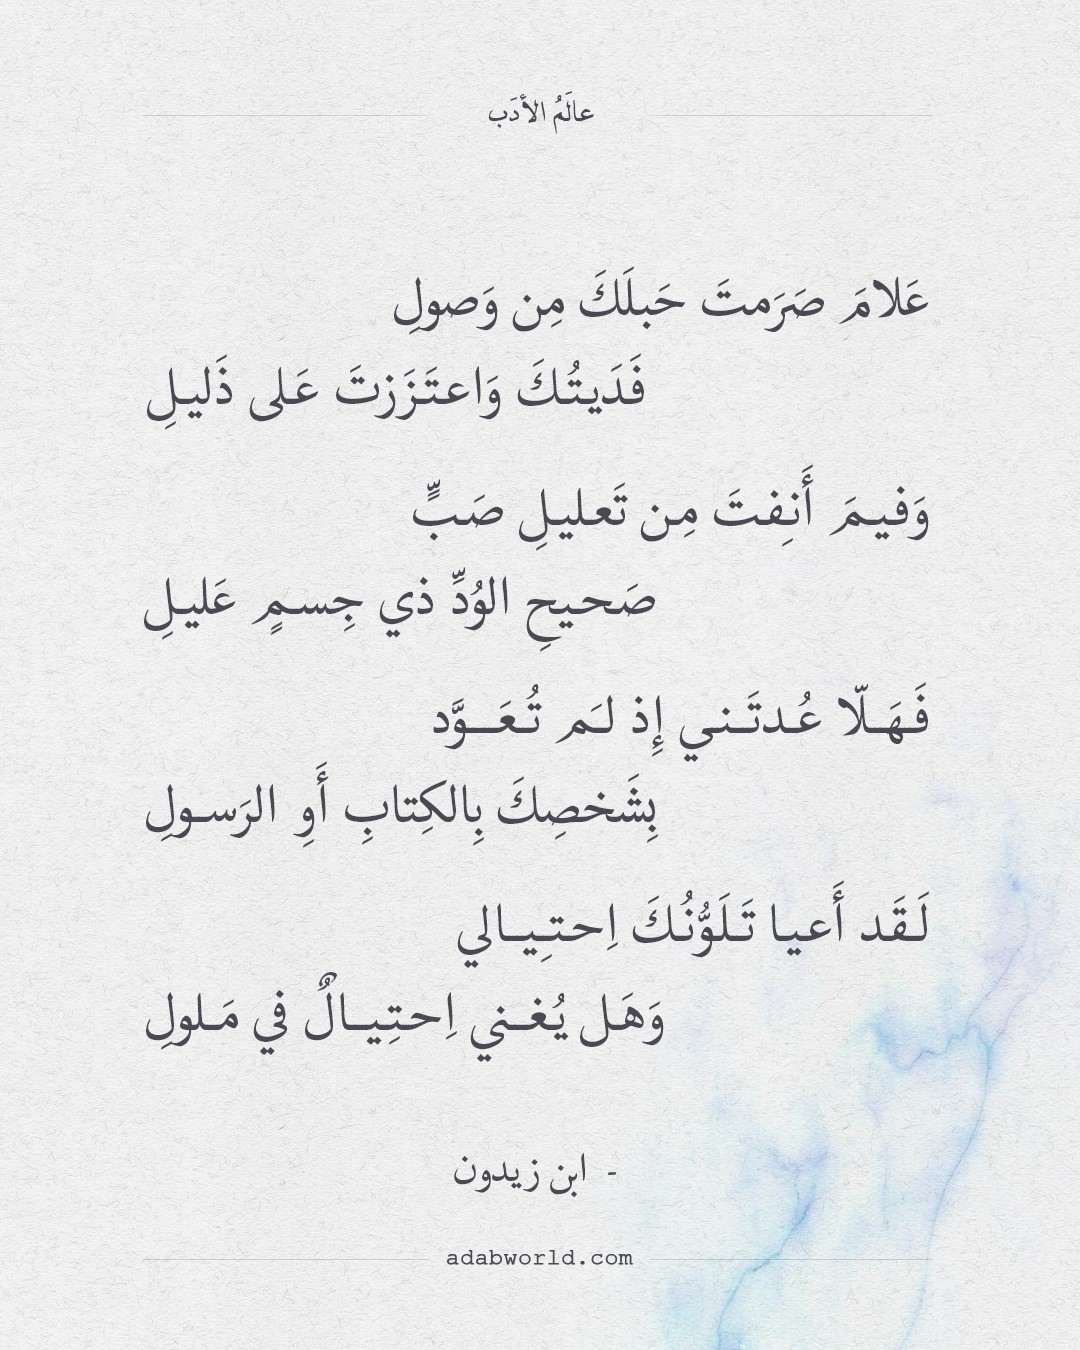 عالَمُ الأدَب
عَلامَ صَرَمتَ حَبلَكَ مِن وَصولِ
فَدَيتُكَ وَاعتَزَزتَ عَلى ذَليلِ
وَفيمَ أَنِفتَ مِن تَعليلِ صَبٍّ
صَحيحِ الوُدِّ ذي جِسمٍ عَليلِ
فَهَلّا عُدتَني إِذ لَم تُعَوَّد
بِشَخصِكَ بِالكِتابِ أَوِ الرَسولِ
لَقَد أَعيا تَلَوُّنُكَ اِحتِيالي
وَهَل يُغني اِحتِيالٌ في مَلولِ
- ابن زيدون
adabworld.com